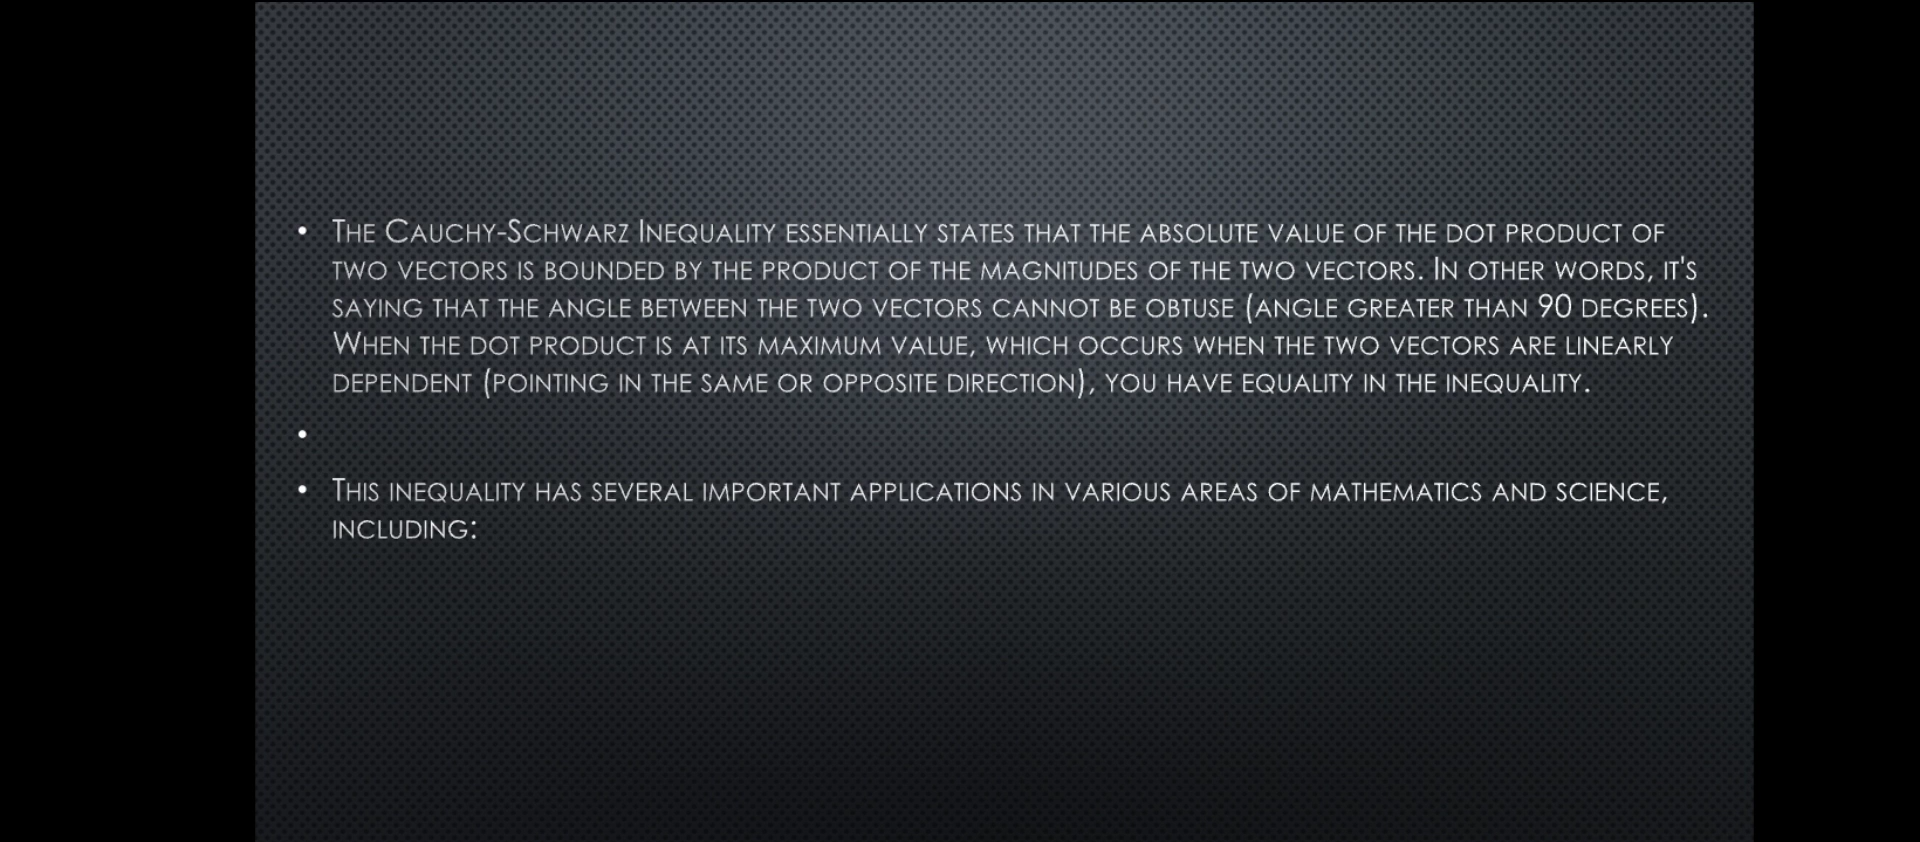 • The Cauchy-Schwarz Inequality essentially states that the absolute value of the dot product of
two vectors is bounded by the product of the magnitudes of the two vectors. In other words, it's
saying that the angle between the two vectors cannot be obtuse (angle greater than 90 degrees).
When the dot product is at its maximum value, which occurs when the two vectors are linearly
dependent (pointing in the same or opposite direction), you have equality in the inequality.
•
• This inequality has several important applications in various areas of mathematics and science,
including: